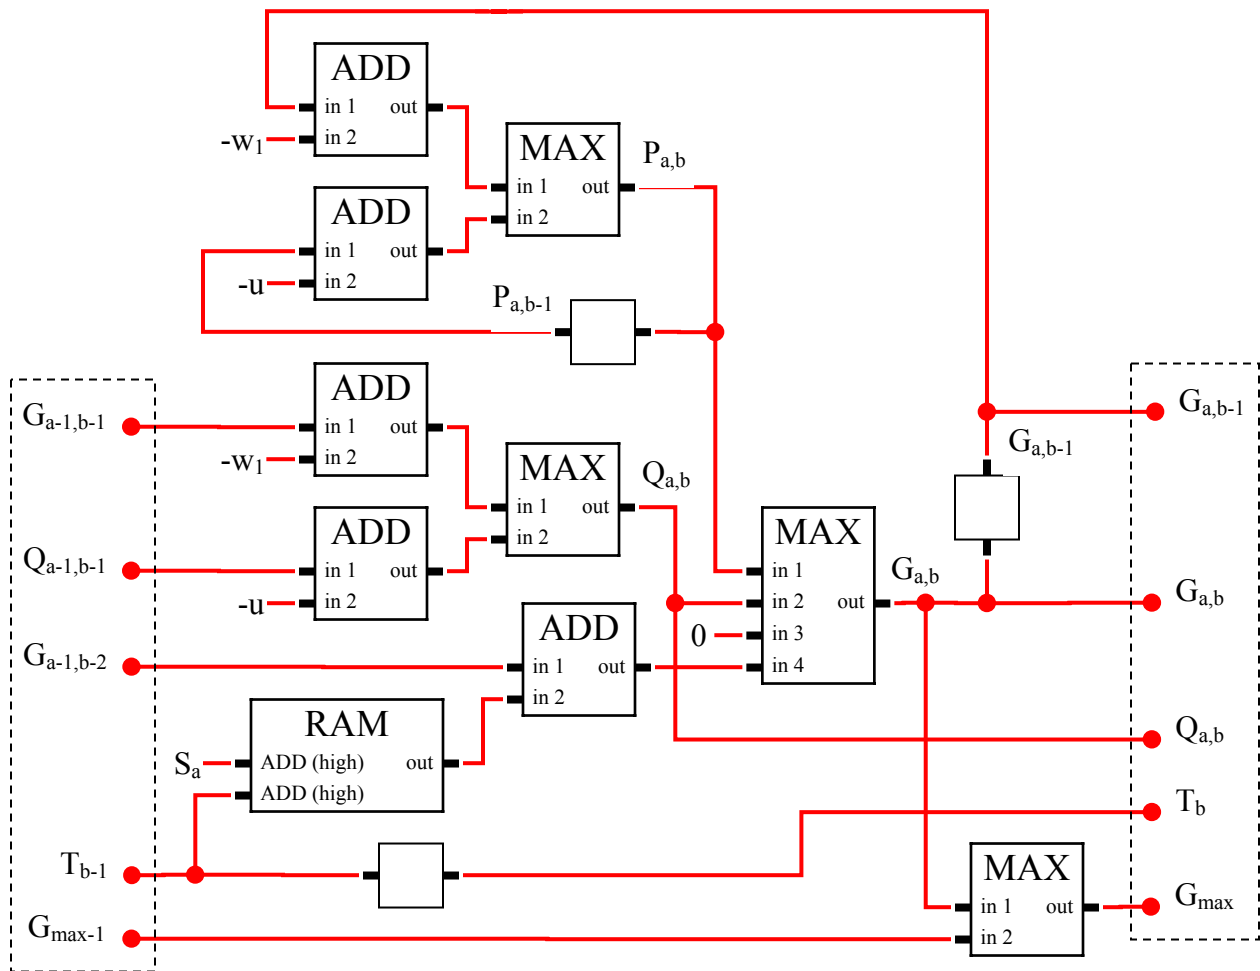 ADD
in 1 out
in 2
-w1
MAX
in 1 out
in 2
Pa,b
ADD
in 1 out
in 2
-u
Pa,b-1
ADD
in 1 out
in 2
Ga-1,b-1
-w1
MAX
in 1 out
in 2
Qa,b
ADD
in 1 out
in 2
Qa-1,b-1
-u
Ga,b-1
Ga,b-1
MAX
in 1
in 2 out
in 3
in 4
0
Ga,b
Ga,b
ADD
in 1 out
in 2
Ga-1,b-2
RAM
ADD (high) out
ADD (high)
Sa
Qa,b
Tb
Tb-1
MAX
in 1 out
in 2
Gmax
Gmax-1